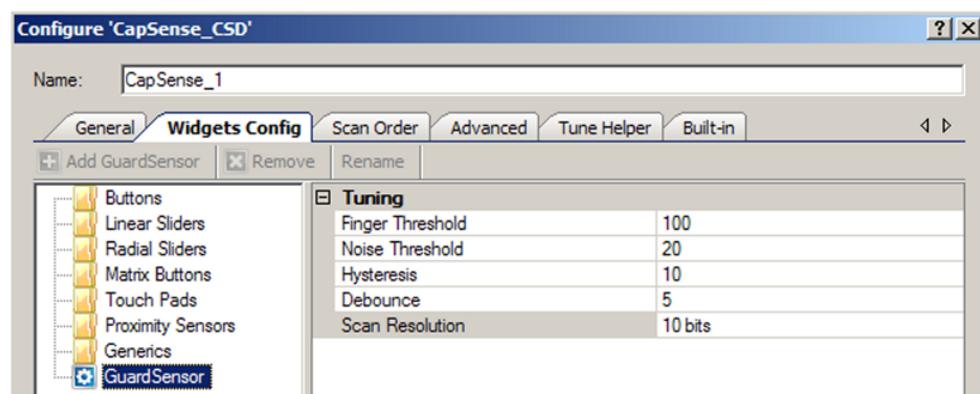 Configure 'CapSense_CSD'
Name: CapSense_1
General Widgets Config Scan Order Advanced Tune Helper Built-in
Add GuardSensor Remove Rename
Buttons
Linear Sliders
Radial Sliders
Matrix Buttons
Touch Pads
Proximity Sensors
Generics
GuardSensor
Tuning
Finger Threshold 100
Noise Threshold 20
Hysteresis 10
Debounce 5
Scan Resolution 10 bits